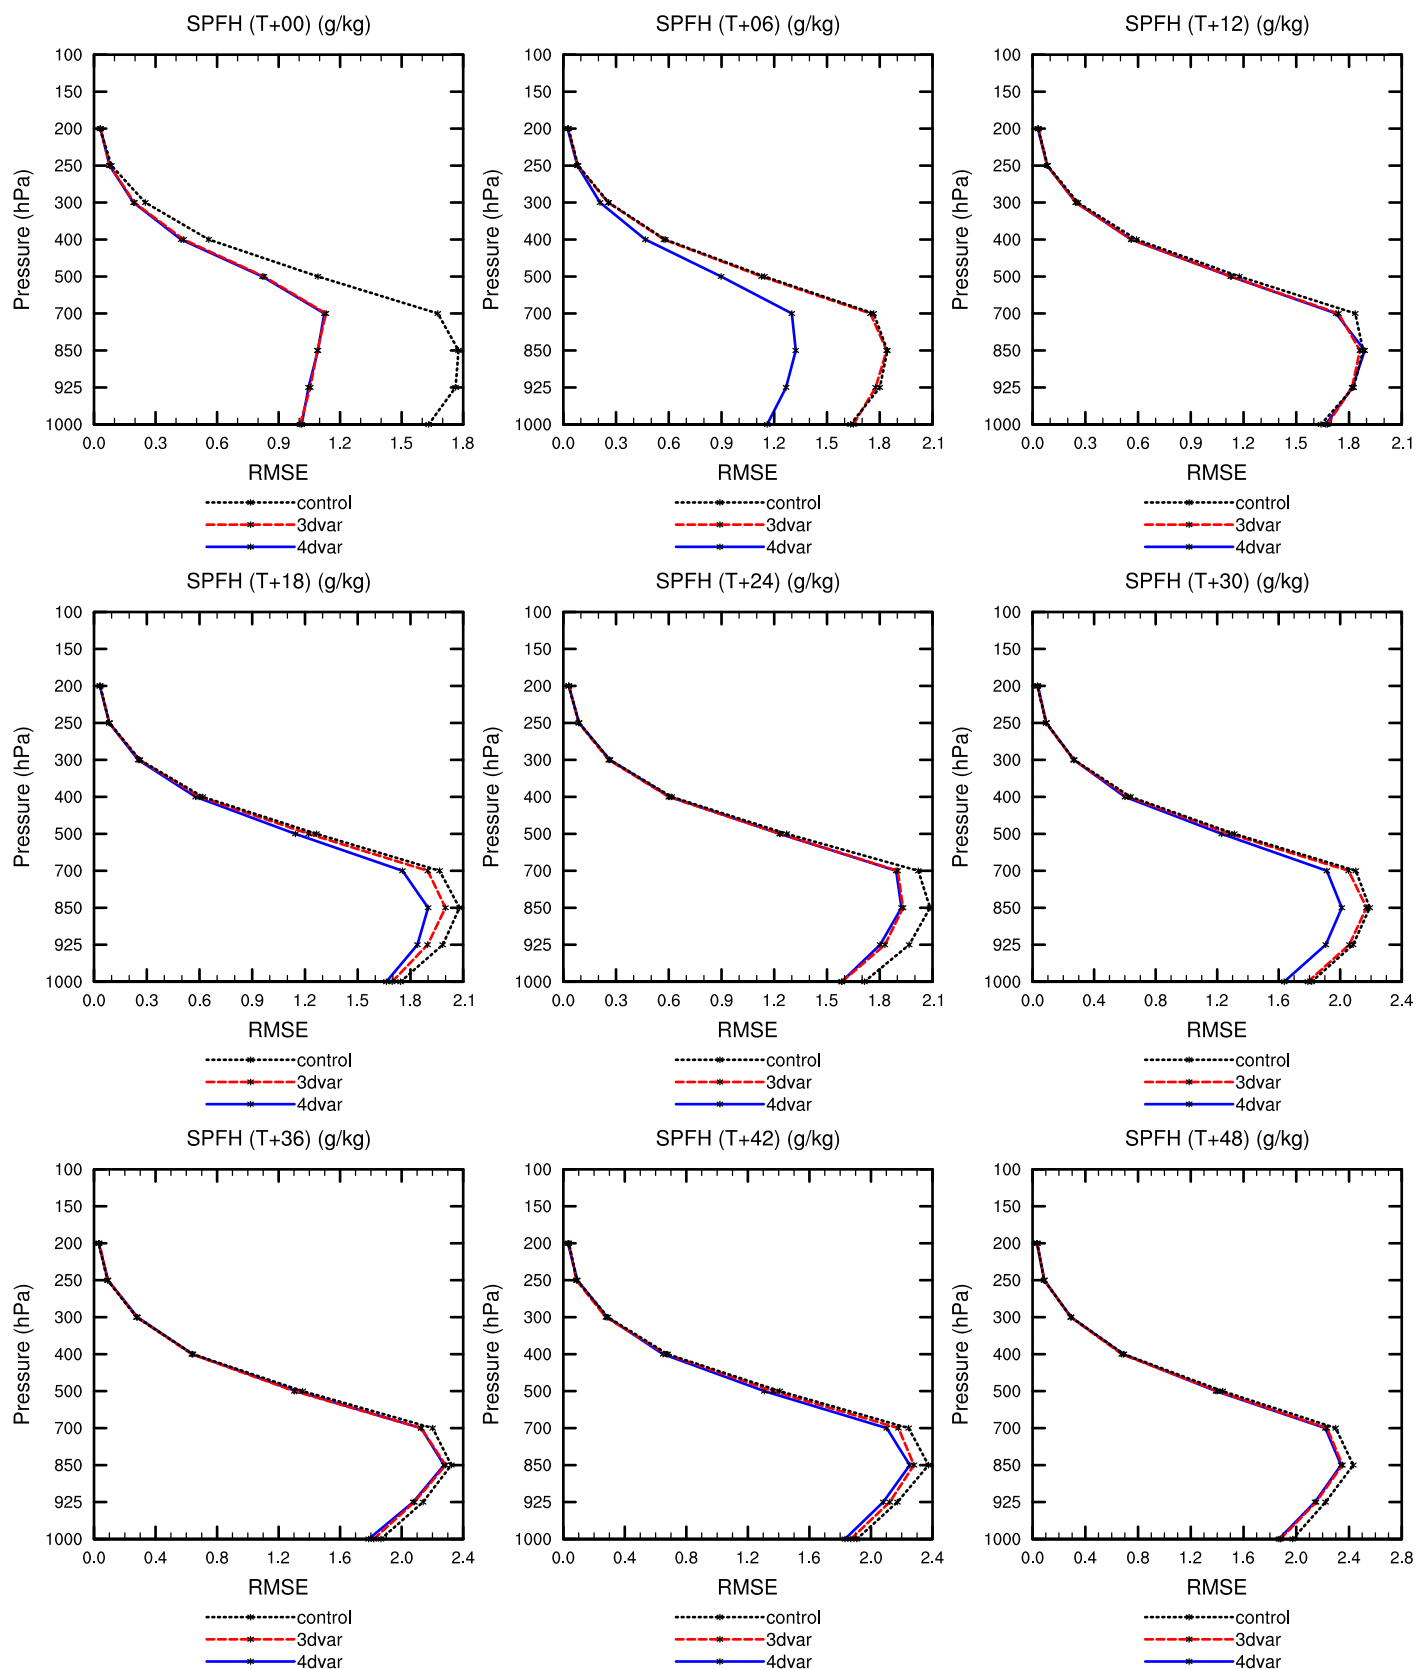 SPFH (T+00) (g/kg)
Pressure (hPa)
100
150
200
250
300
400
500
700
850
925
1000
0.0 0.3 0.6 0.9 1.2 1.5 1.8
RMSE
control
3dvar
4dvar
SPFH (T+06) (g/kg)
Pressure (hPa)
100
150
200
250
300
400
500
700
850
925
1000
0.0 0.3 0.6 0.9 1.2 1.5 1.8 2.1
RMSE
control
3dvar
4dvar
SPFH (T+12) (g/kg)
Pressure (hPa)
100
150
200
250
300
400
500
700
850
925
1000
0.0 0.3 0.6 0.9 1.2 1.5 1.8 2.1
RMSE
control
3dvar
4dvar
SPFH (T+18) (g/kg)
Pressure (hPa)
100
150
200
250
300
400
500
700
850
925
1000
0.0 0.3 0.6 0.9 1.2 1.5 1.8 2.1
RMSE
control
3dvar
4dvar
SPFH (T+24) (g/kg)
Pressure (hPa)
100
150
200
250
300
400
500
700
850
925
1000
0.0 0.3 0.6 0.9 1.2 1.5 1.8 2.1
RMSE
control
3dvar
4dvar
SPFH (T+30) (g/kg)
Pressure (hPa)
100
150
200
250
300
400
500
700
850
925
1000
0.0 0.4 0.8 1.2 1.6 2.0 2.4
RMSE
control
3dvar
4dvar
SPFH (T+36) (g/kg)
Pressure (hPa)
100
150
200
250
300
400
500
700
850
925
1000
0.0 0.4 0.8 1.2 1.6 2.0 2.4
RMSE
control
3dvar
4dvar
SPFH (T+42) (g/kg)
Pressure (hPa)
100
150
200
250
300
400
500
700
850
925
1000
0.0 0.4 0.8 1.2 1.6 2.0 2.4
RMSE
control
3dvar
4dvar
SPFH (T+48) (g/kg)
Pressure (hPa)
100
150
200
250
300
400
500
700
850
925
1000
0.0 0.4 0.8 1.2 1.6 2.0 2.4 2.8
RMSE
control
3dvar
4dvar